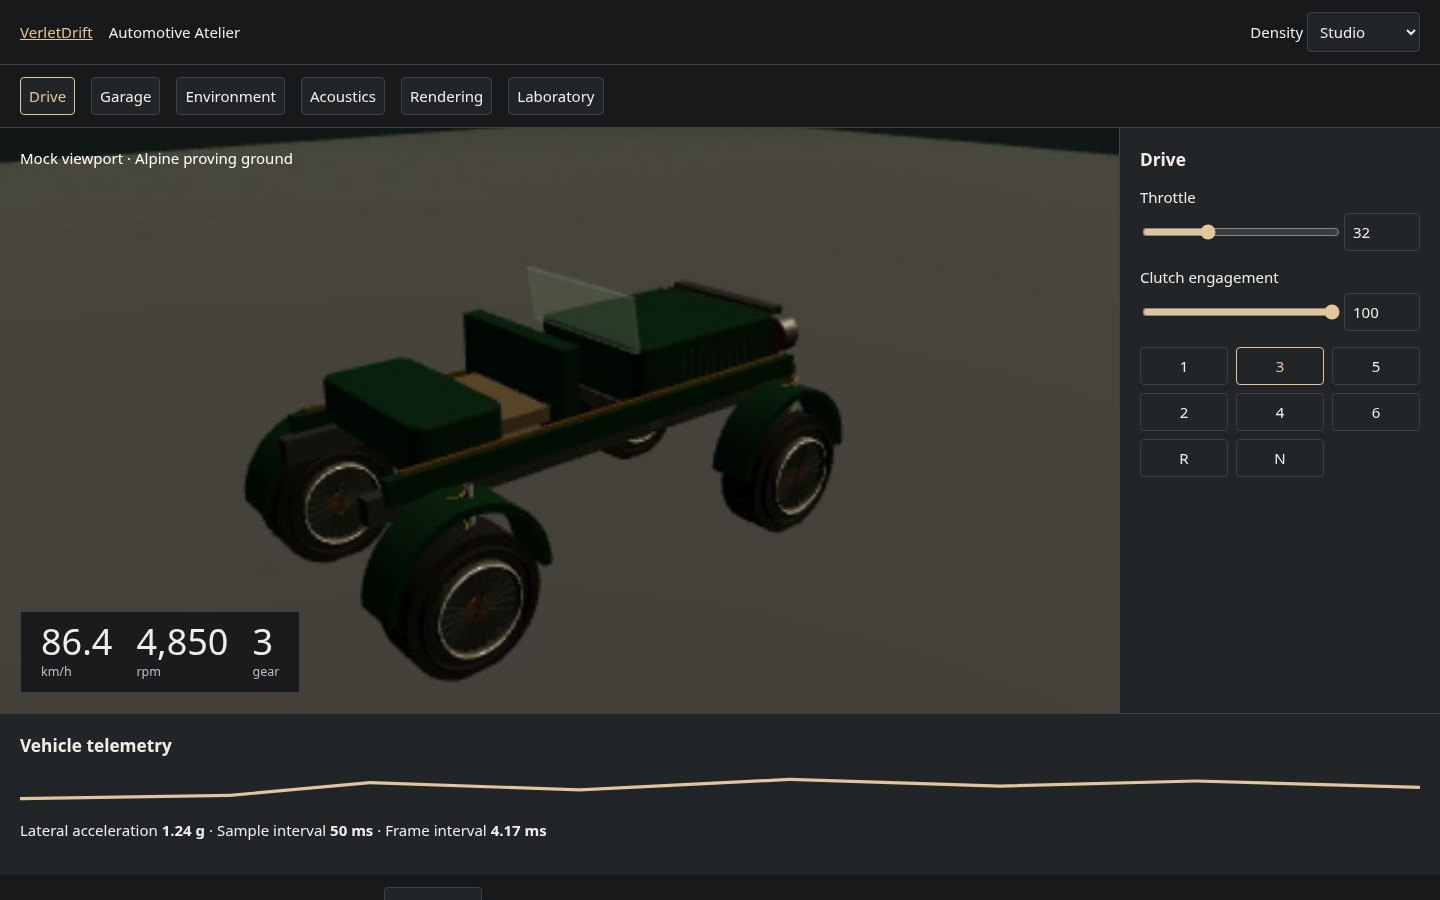 VerletDrift Automotive Atelier Density Studio
Drive Garage Environment Acoustics Rendering Laboratory
Mock viewport · Alpine proving ground
86.4 4,850 3
km/h rpm gear
Drive
Throttle
32
Clutch engagement
100
1 3 5
2 4 6
R N
Vehicle telemetry
Lateral acceleration 1.24 g · Sample interval 50 ms · Frame interval 4.17 ms